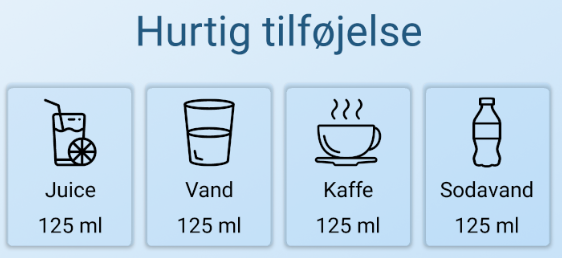 Hurtig tilføjelse
Juice
125 ml
Vand
125 ml
Kaffe
125 ml
Sodavand
125 ml